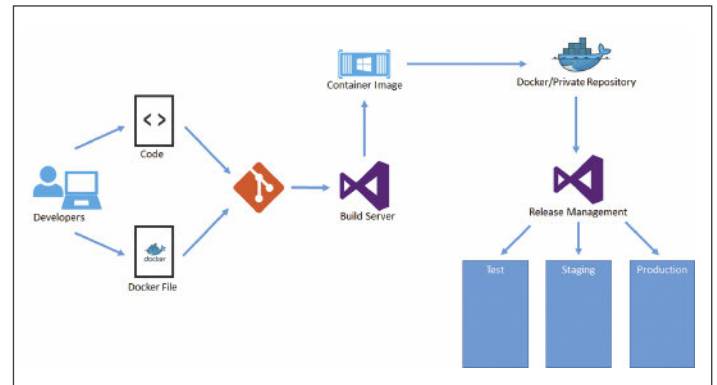 Container Image
Docker/Private Repository
< >
Code
Developers
Build Server
Release Management
docker
Docker File
Test
Staging
Production